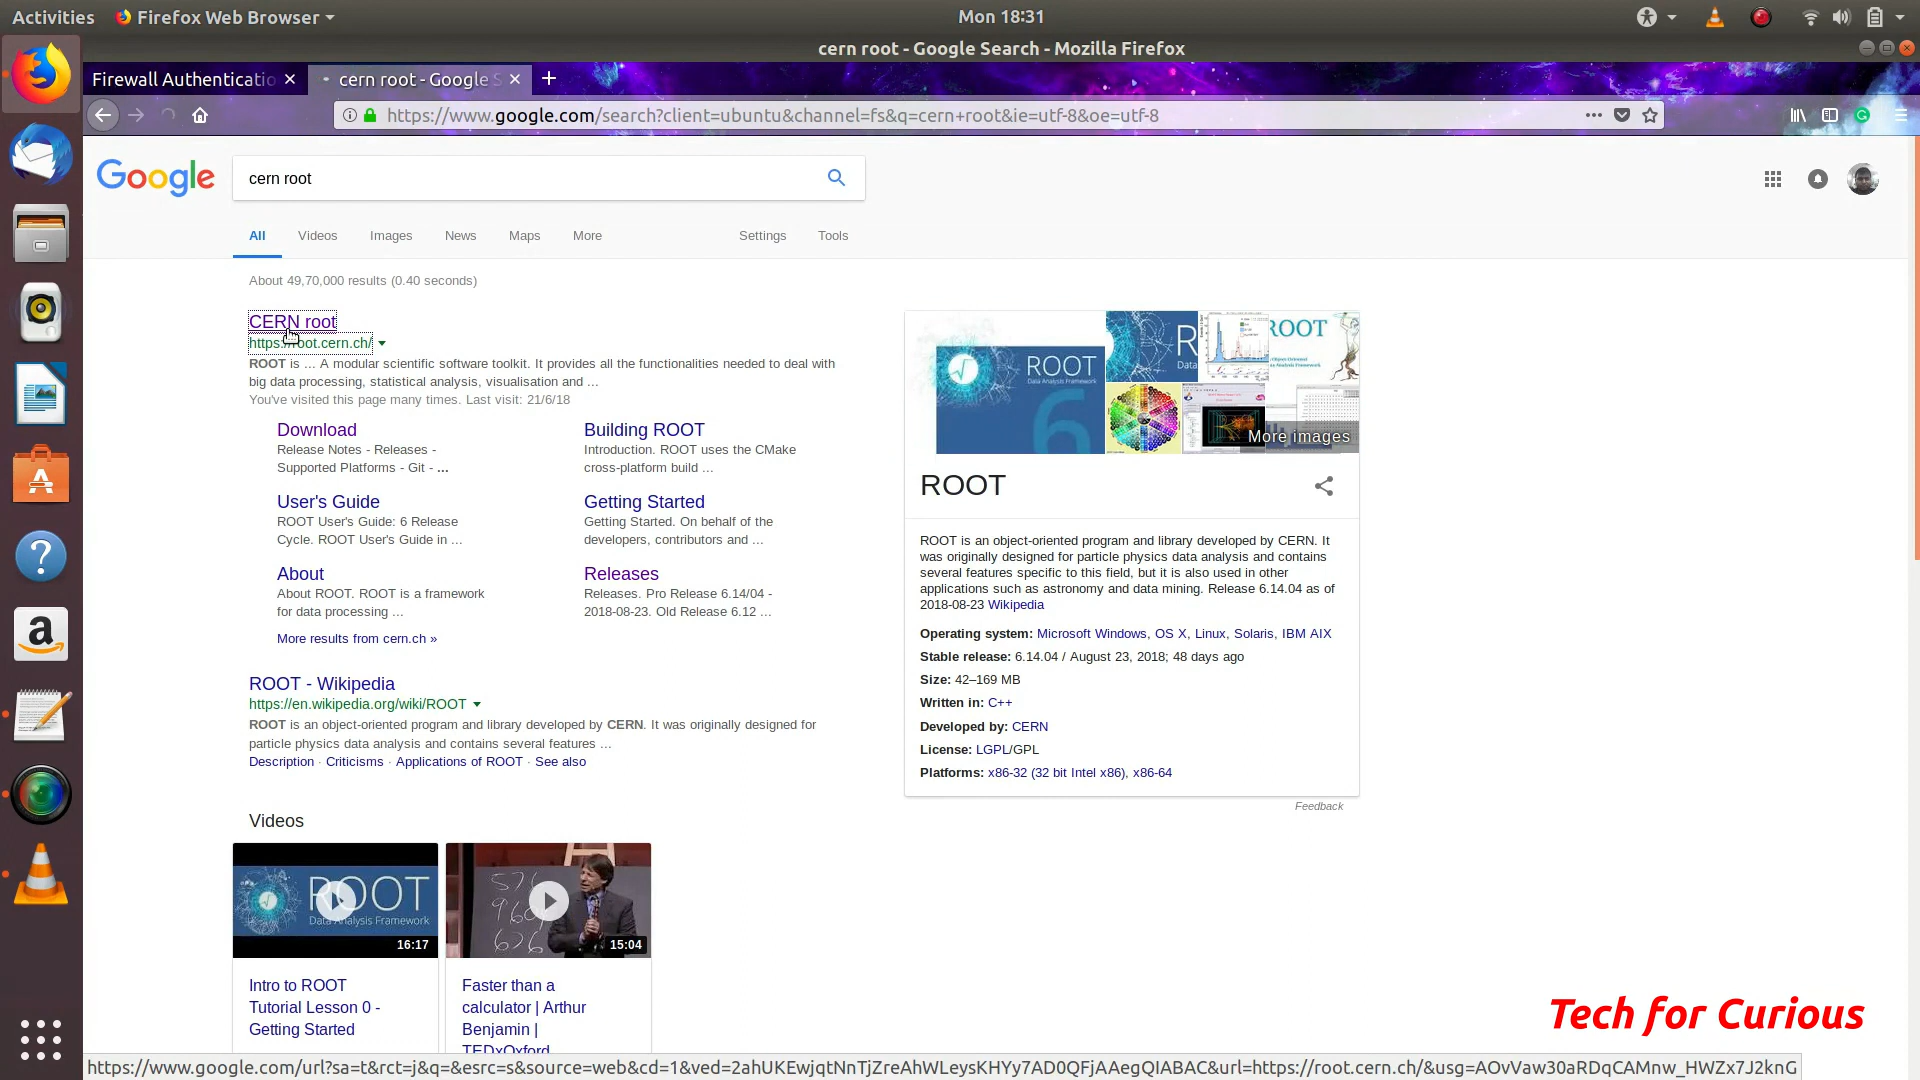 Activities
Firefox Web Browser
Mon 18:31
cern root - Google Search - Mozilla Firefox
Firewall Authenticatio
cern root - Google S
https://www.google.com/search?client=ubuntu&channel=fs&q=cern+root&ie=utf-8&oe=utf-8
Google
cern root
All
Videos
Images
News
Maps
More
Settings
Tools
About 49,70,000 results (0.40 seconds)
CERN root
https://root.cern.ch/
ROOT is ... A modular scientific software toolkit. It provides all the functionalities needed to deal with
big data processing, statistical analysis, visualisation and ...
You've visited this page many times. Last visit: 21/6/18
Download
Release Notes - Releases -
Supported Platforms - Git - ...
Building ROOT
Introduction. ROOT uses the CMake
cross-platform build ...
User's Guide
ROOT User's Guide: 6 Release
Cycle. ROOT User's Guide in ...
Getting Started
Getting Started. On behalf of the
developers, contributors and ...
About
About ROOT. ROOT is a framework
for data processing ...
Releases
Releases. Pro Release 6.14/04 -
2018-08-23. Old Release 6.12 ...
More results from cern.ch »
ROOT - Wikipedia
https://en.wikipedia.org/wiki/ROOT
ROOT is an object-oriented program and library developed by CERN. It was originally designed for
particle physics data analysis and contains several features ...
Description · Criticisms · Applications of ROOT · See also
Videos
ROOT
Data Analysis Framework
16:17
15:04
Intro to ROOT
Tutorial Lesson 0 -
Getting Started
Faster than a
calculator | Arthur
Benjamin |
TEDxOxford
ROOT
Data Analysis Framework
6
ROOT
More images
ROOT
ROOT is an object-oriented program and library developed by CERN. It
was originally designed for particle physics data analysis and contains
several features specific to this field, but it is also used in other
applications such as astronomy and data mining. Release 6.14.04 as of
2018-08-23 Wikipedia
Operating system: Microsoft Windows, OS X, Linux, Solaris, IBM AIX
Stable release: 6.14.04 / August 23, 2018; 48 days ago
Size: 42–169 MB
Written in: C++
Developed by: CERN
License: LGPL/GPL
Platforms: x86-32 (32 bit Intel x86), x86-64
Feedback
Tech for Curious
https://www.google.com/url?sa=t&rct=j&q=&esrc=s&source=web&cd=1&ved=2ahUKEwjqtNnTjZreAhWLeysKHYy7AD0QFjAAegQIABAC&url=https://root.cern.ch/&usg=AOvVaw30aRDqCAMnw_HWZx7J2knG